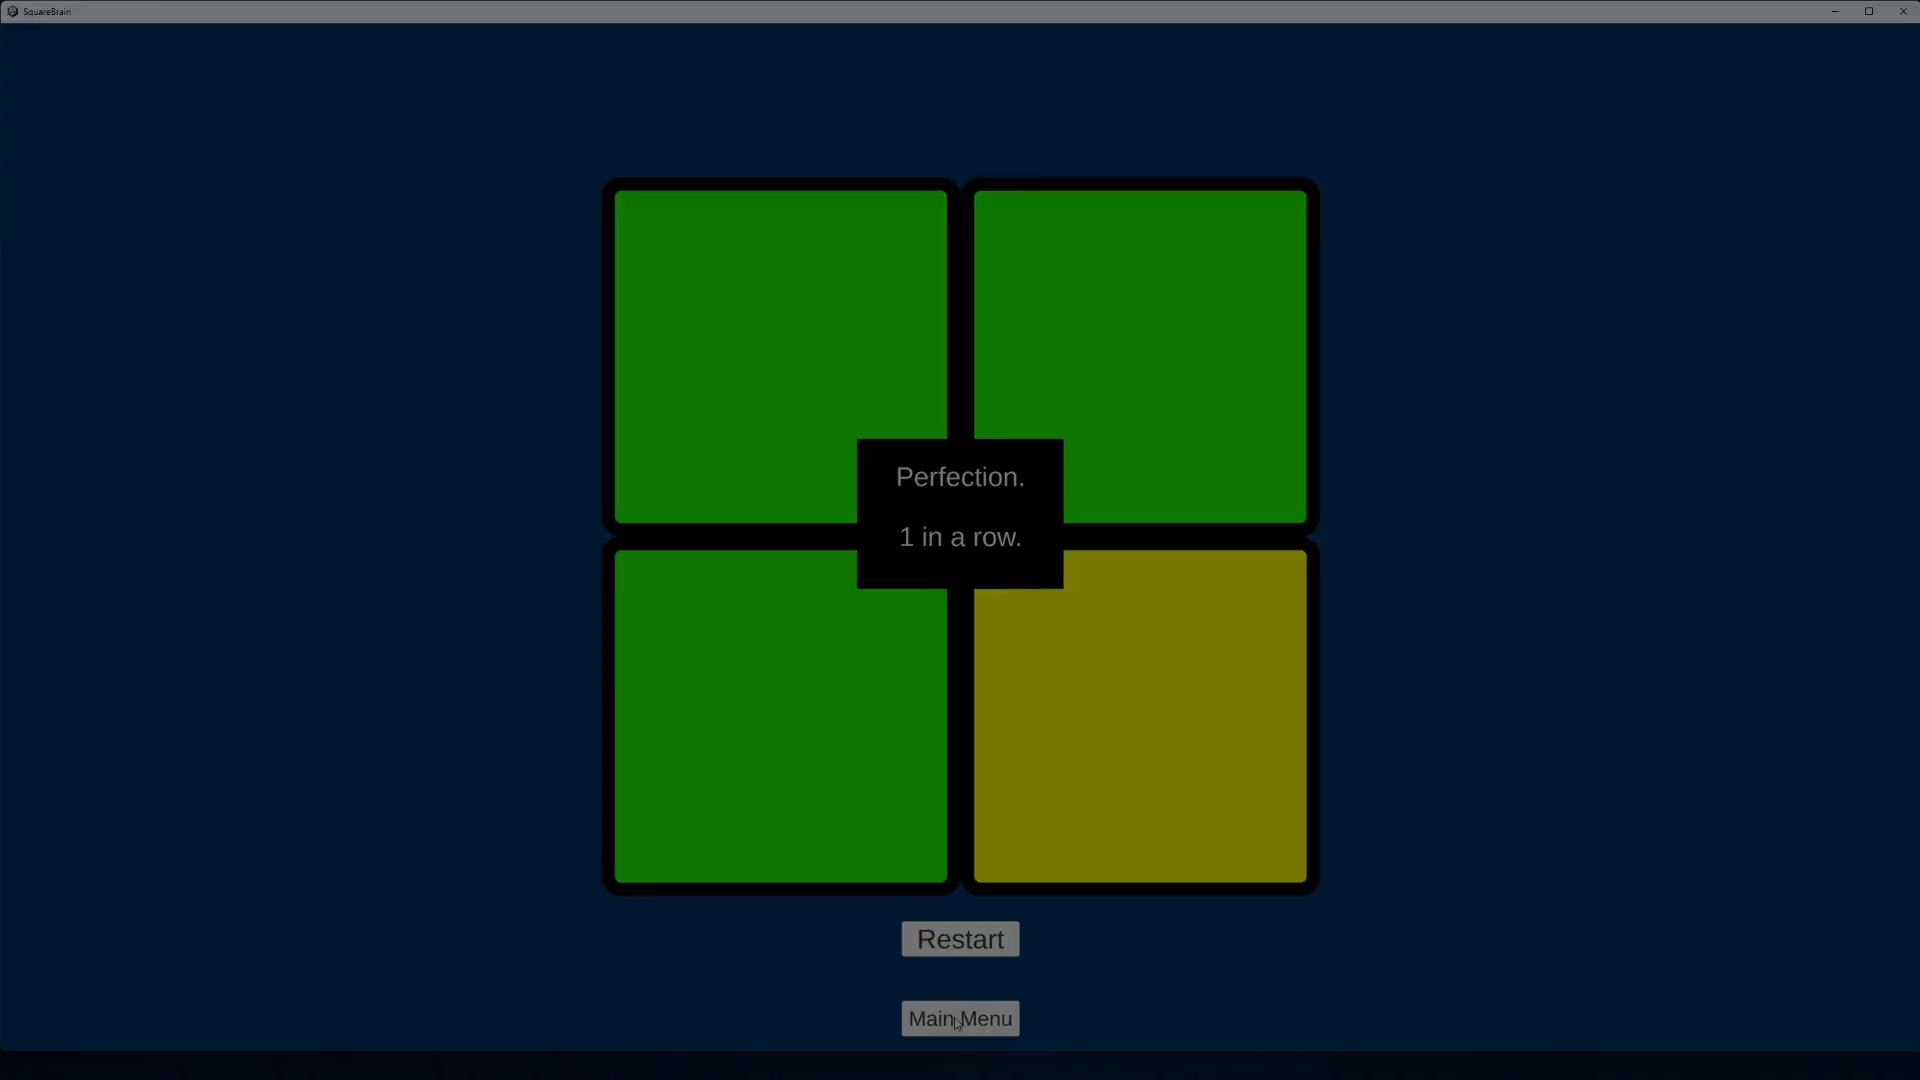 SquareBrain
Perfection.
1 in a row.
Restart
Main Menu